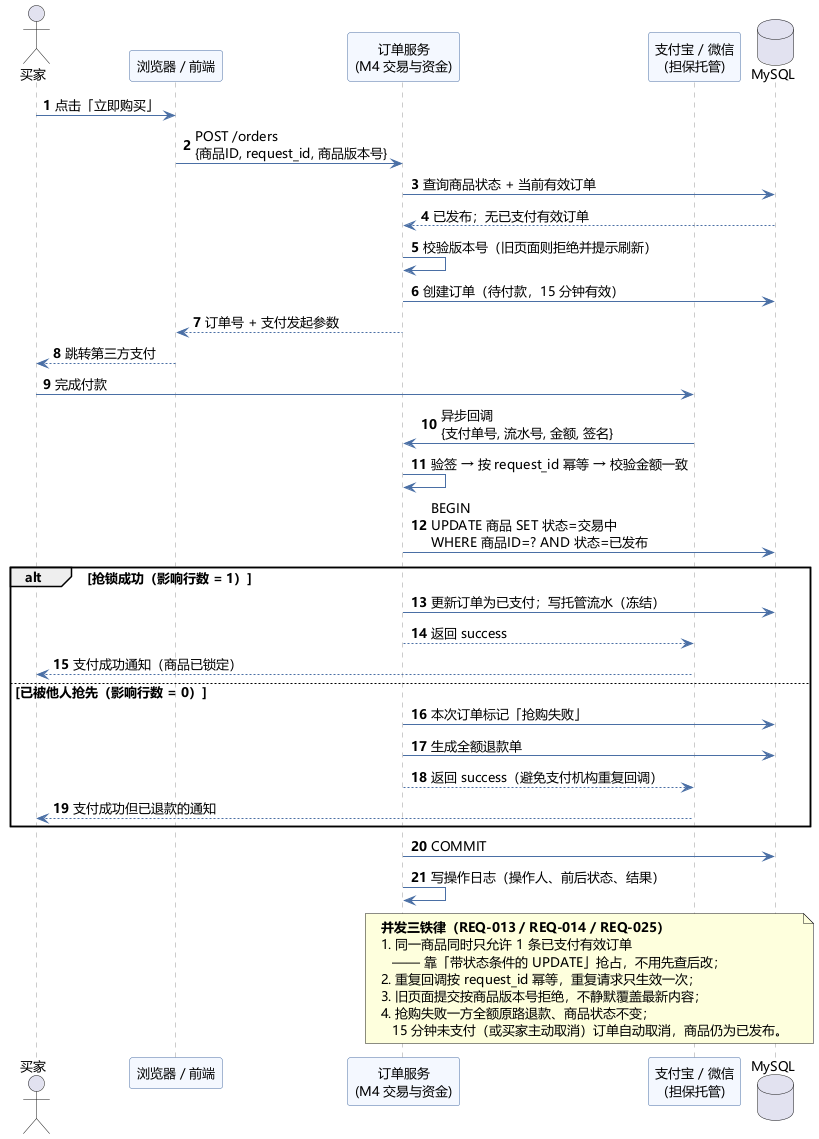 买家
浏览器 / 前端
订单服务
(M4 交易与资金)
支付宝 / 微信
(担保托管)
MySQL
1 点击「立即购买」
2 POST /orders
{商品ID, request_id, 商品版本号}
3 查询商品状态 + 当前有效订单
4 已发布；无已支付有效订单
5 校验版本号（旧页面则拒绝并提示刷新）
6 创建订单（待付款，15 分钟有效）
7 订单号 + 支付发起参数
8 跳转第三方支付
9 完成付款
10 异步回调
{支付单号, 流水号, 金额, 签名}
11 验签 → 按 request_id 幂等 → 校验金额一致
12 BEGIN
UPDATE 商品 SET 状态=交易中
WHERE 商品ID=? AND 状态=已发布
alt [抢锁成功（影响行数 = 1）]
13 更新订单为已支付；写托管流水（冻结）
14 返回 success
15 支付成功通知（商品已锁定）
[已被他人抢先（影响行数 = 0）]
16 本次订单标记「抢购失败」
17 生成全额退款单
18 返回 success（避免支付机构重复回调）
19 支付成功但已退款的通知
20 COMMIT
21 写操作日志（操作人、前后状态、结果）
并发三铁律（REQ-013 / REQ-014 / REQ-025）
1. 同一商品同时只允许 1 条已支付有效订单
—— 靠「带状态条件的 UPDATE」抢占，不用先查后改；
2. 重复回调按 request_id 幂等，重复请求只生效一次；
3. 旧页面提交按商品版本号拒绝，不静默覆盖最新内容；
4. 抢购失败一方全额原路退款、商品状态不变；
15 分钟未支付（或买家主动取消）订单自动取消，商品仍为已发布。
买家
浏览器 / 前端
订单服务
(M4 交易与资金)
支付宝 / 微信
(担保托管)
MySQL